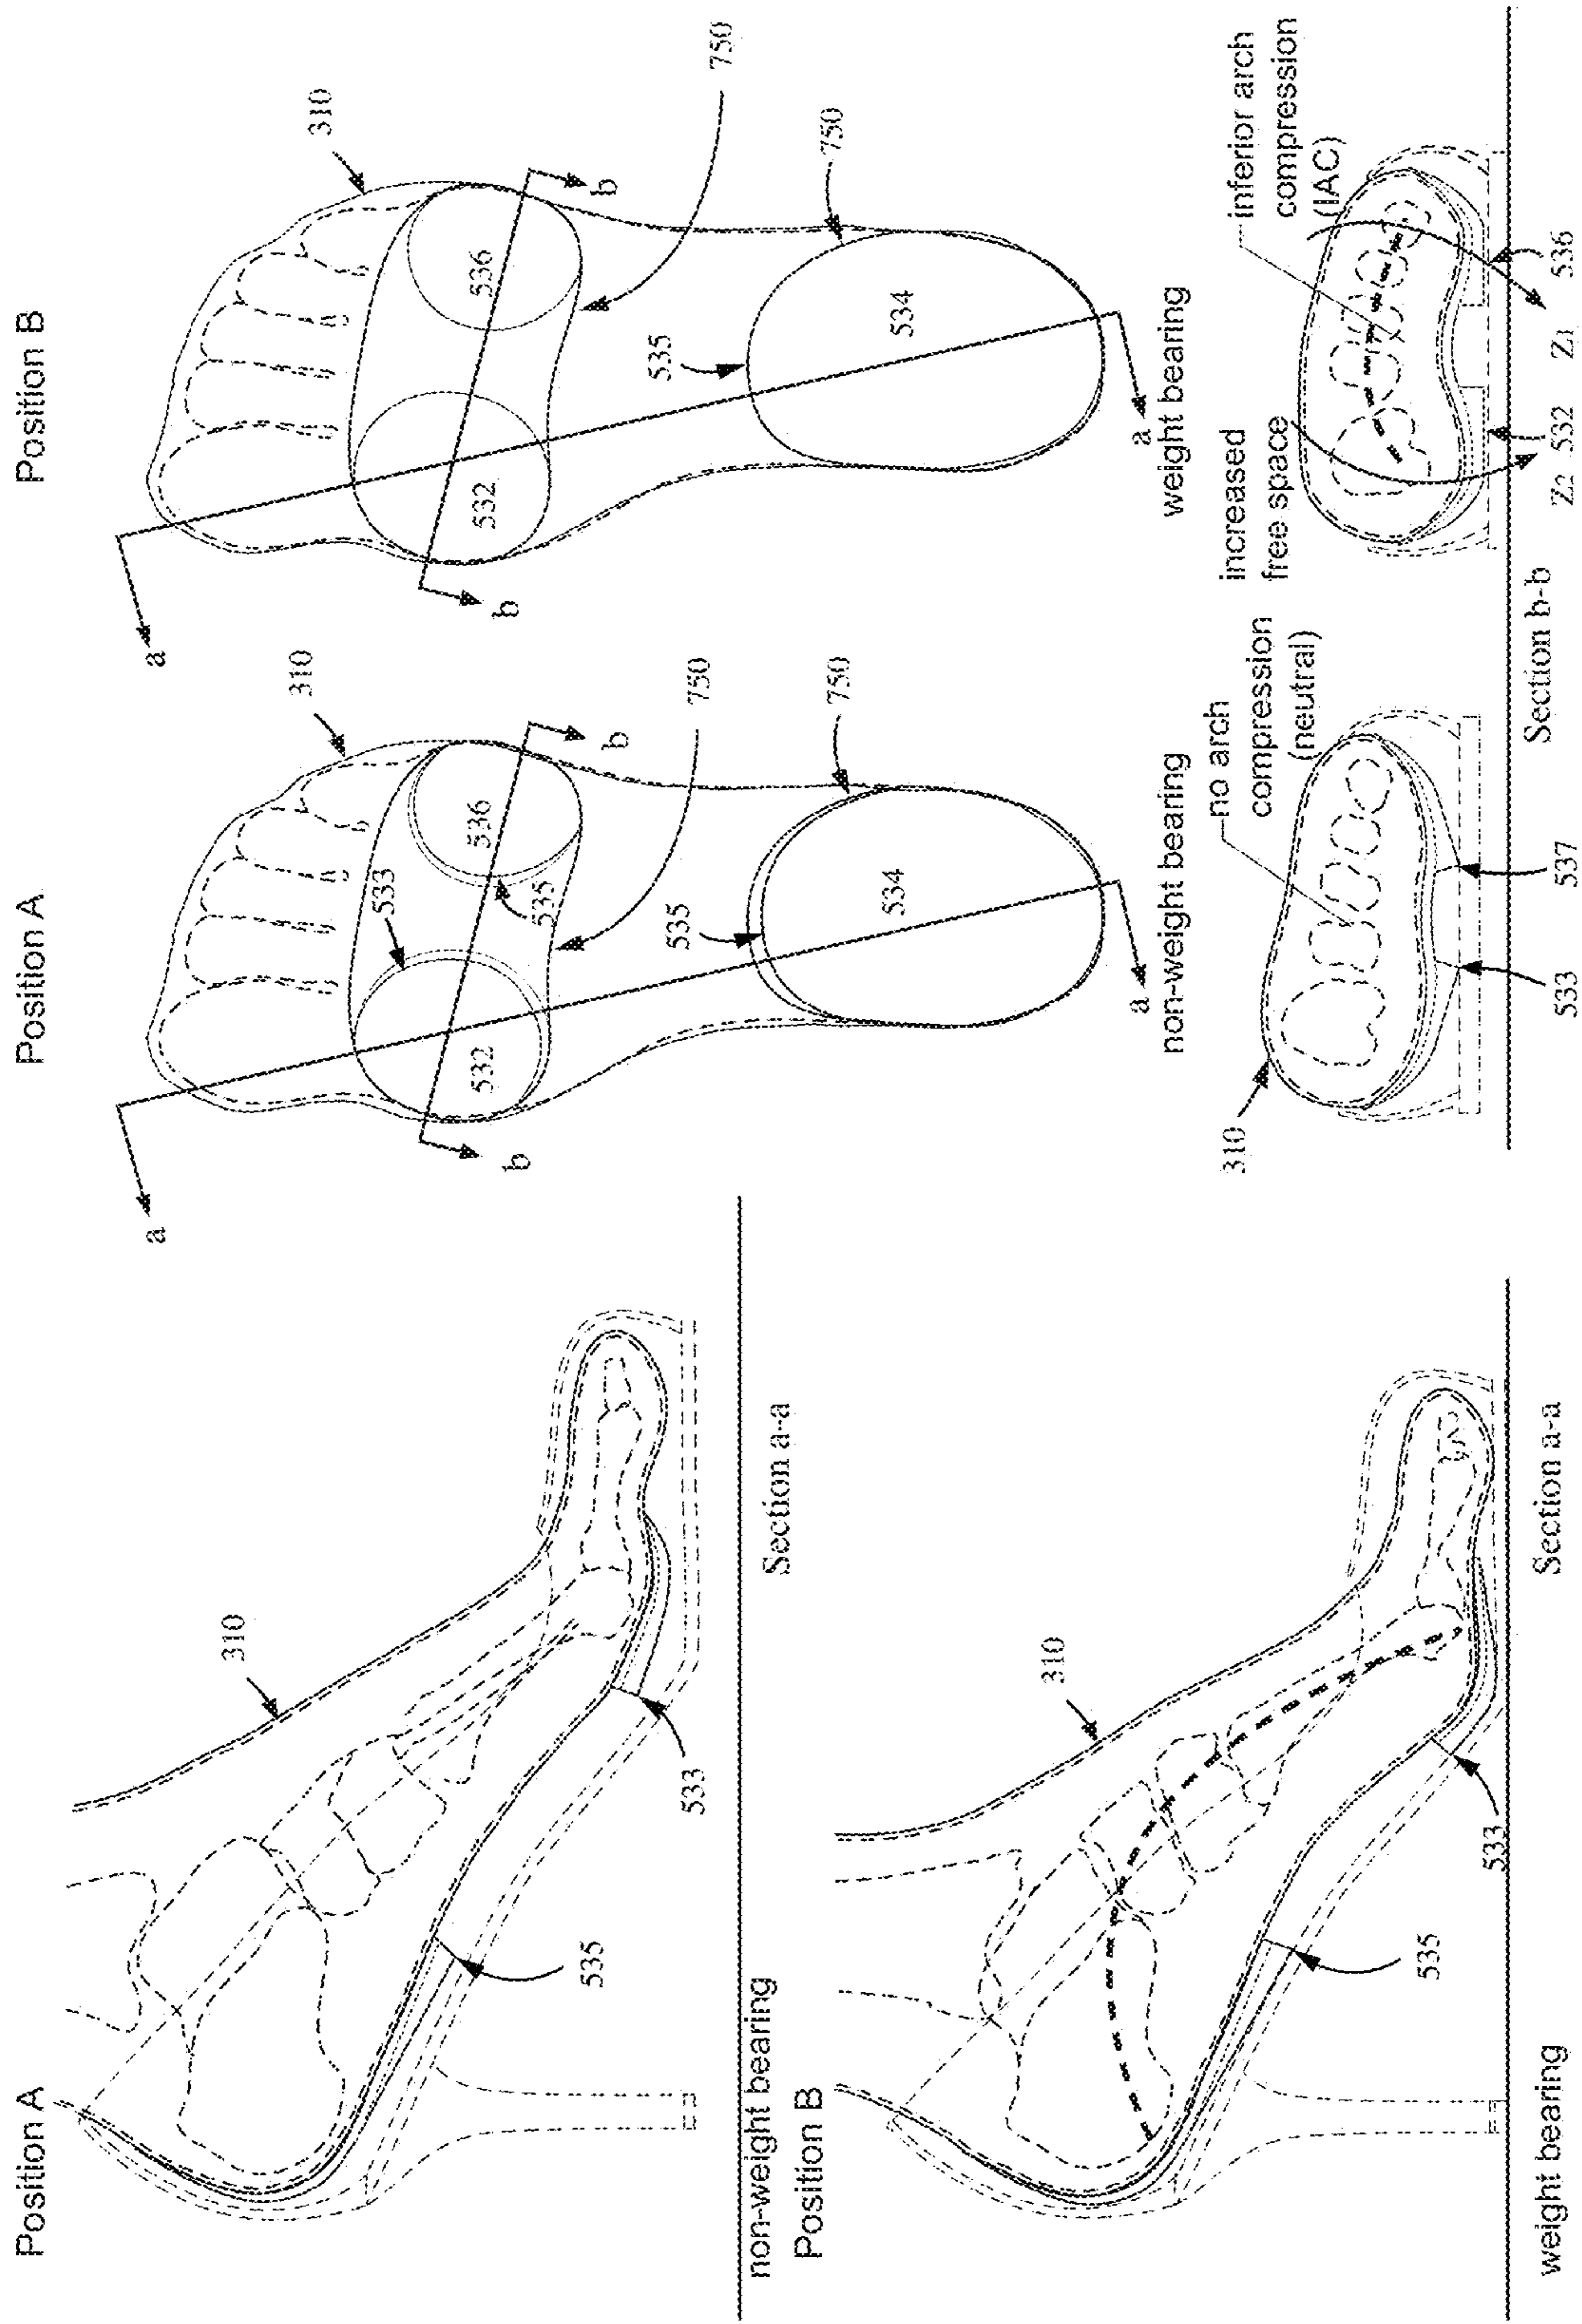 Position A
310
533
535
non-weight bearing
Section a-a
Position B
310
533
535
weight bearing
Section a-a
Position A
310
a
b
533
536
532
535
b
750
535
750
534
a
non-weight bearing
Position B
310
a
b
536
532
b
750
535
750
534
a
weight bearing
310
no arch
compression
(neutral)
533
537
increased
free space
inferior arch
compression
(IAC)
Z2
532
Z1
536
Section b-b